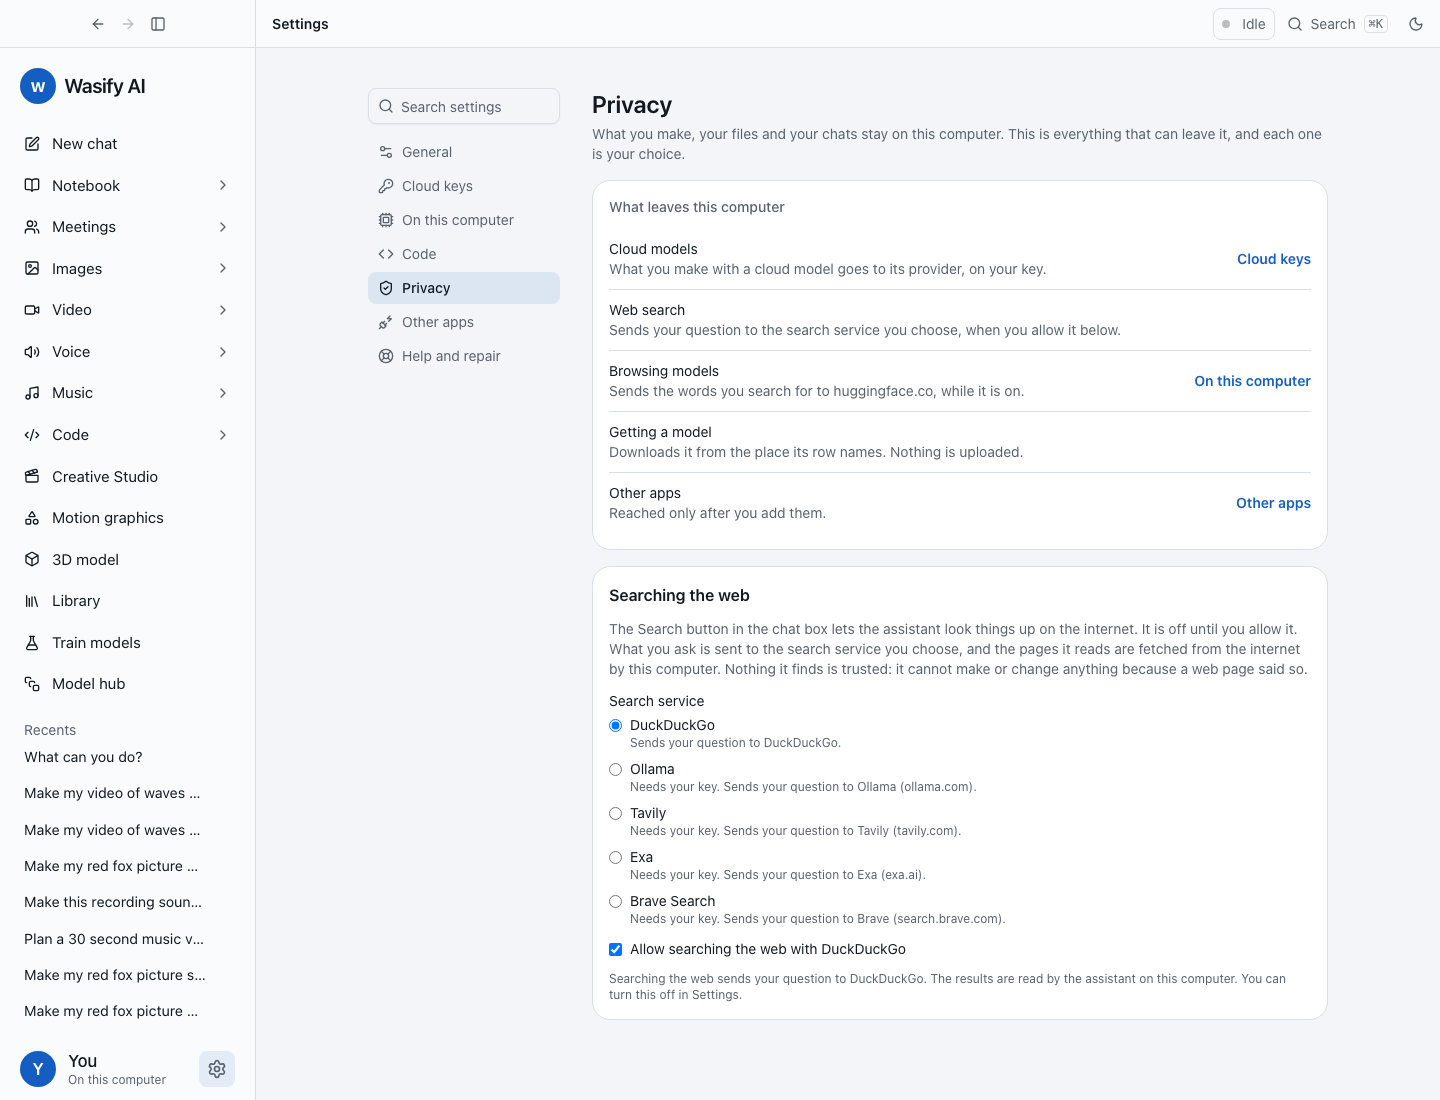 Settings
Idle
Search
⌘K
W
Wasify AI
New chat
Notebook
Meetings
Images
Video
Voice
Music
Code
Creative Studio
Motion graphics
3D model
Library
Train models
Model hub
Recents
What can you do?
Make my video of waves ...
Make my video of waves ...
Make my red fox picture ...
Make this recording soun...
Plan a 30 second music v...
Make my red fox picture s...
Make my red fox picture ...
Y
You
On this computer
Search settings
General
Cloud keys
On this computer
Code
Privacy
Other apps
Help and repair
Privacy
What you make, your files and your chats stay on this computer. This is everything that can leave it, and each one
is your choice.
What leaves this computer
Cloud models
What you make with a cloud model goes to its provider, on your key.
Cloud keys
Web search
Sends your question to the search service you choose, when you allow it below.
Browsing models
Sends the words you search for to huggingface.co, while it is on.
On this computer
Getting a model
Downloads it from the place its row names. Nothing is uploaded.
Other apps
Reached only after you add them.
Other apps
Searching the web
The Search button in the chat box lets the assistant look things up on the internet. It is off until you allow it.
What you ask is sent to the search service you choose, and the pages it reads are fetched from the internet
by this computer. Nothing it finds is trusted: it cannot make or change anything because a web page said so.
Search service
DuckDuckGo
Sends your question to DuckDuckGo.
Ollama
Needs your key. Sends your question to Ollama (ollama.com).
Tavily
Needs your key. Sends your question to Tavily (tavily.com).
Exa
Needs your key. Sends your question to Exa (exa.ai).
Brave Search
Needs your key. Sends your question to Brave (search.brave.com).
Allow searching the web with DuckDuckGo
Searching the web sends your question to DuckDuckGo. The results are read by the assistant on this computer. You can
turn this off in Settings.